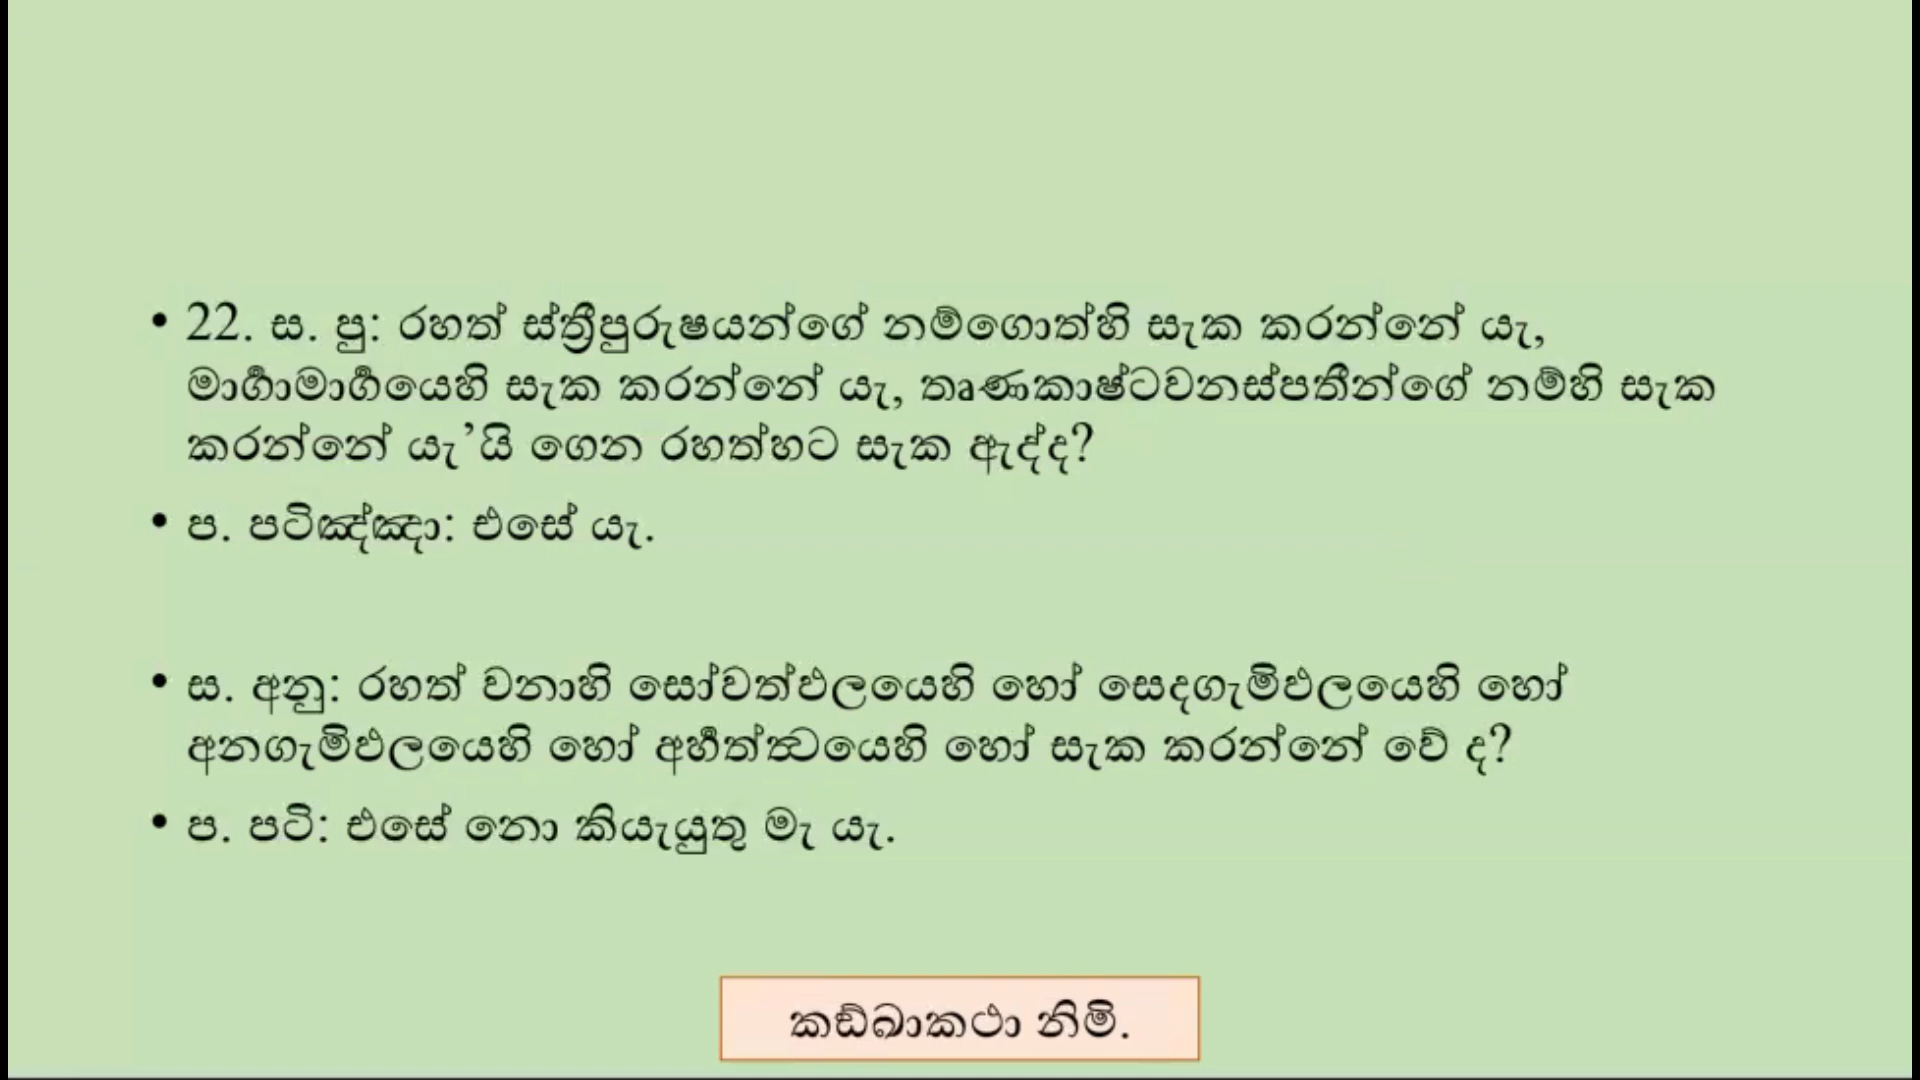 • 22. ස. පු: රහත් ස්ත්‍රීපුරුෂයන්ගේ නම්ගොත්හි සැක කරන්නේ යැ,
මාර්‍ගාමාර්‍ගයෙහි සැක කරන්නේ යැ, තෘණකාෂ්ටවනස්පතීන්ගේ නම්හි සැක
කරන්නේ යැ’යි ගෙන රහත්හට සැක ඇද්ද?
• ප. පටිඤ්ඤා: එසේ යැ.
• ස. අනු: රහත් වනාහි සෝවත්ඵලයෙහි හෝ සෙදගැමිඵලයෙහි හෝ
අනගැමිඵලයෙහි හෝ අර්‍හත්ත්‍වයෙහි හෝ සැක කරන්නේ වේ ද?
• ප. පටි: එසේ නො කියැයුතු මැ යැ.
කඩ්ඛාකථා නිමි.